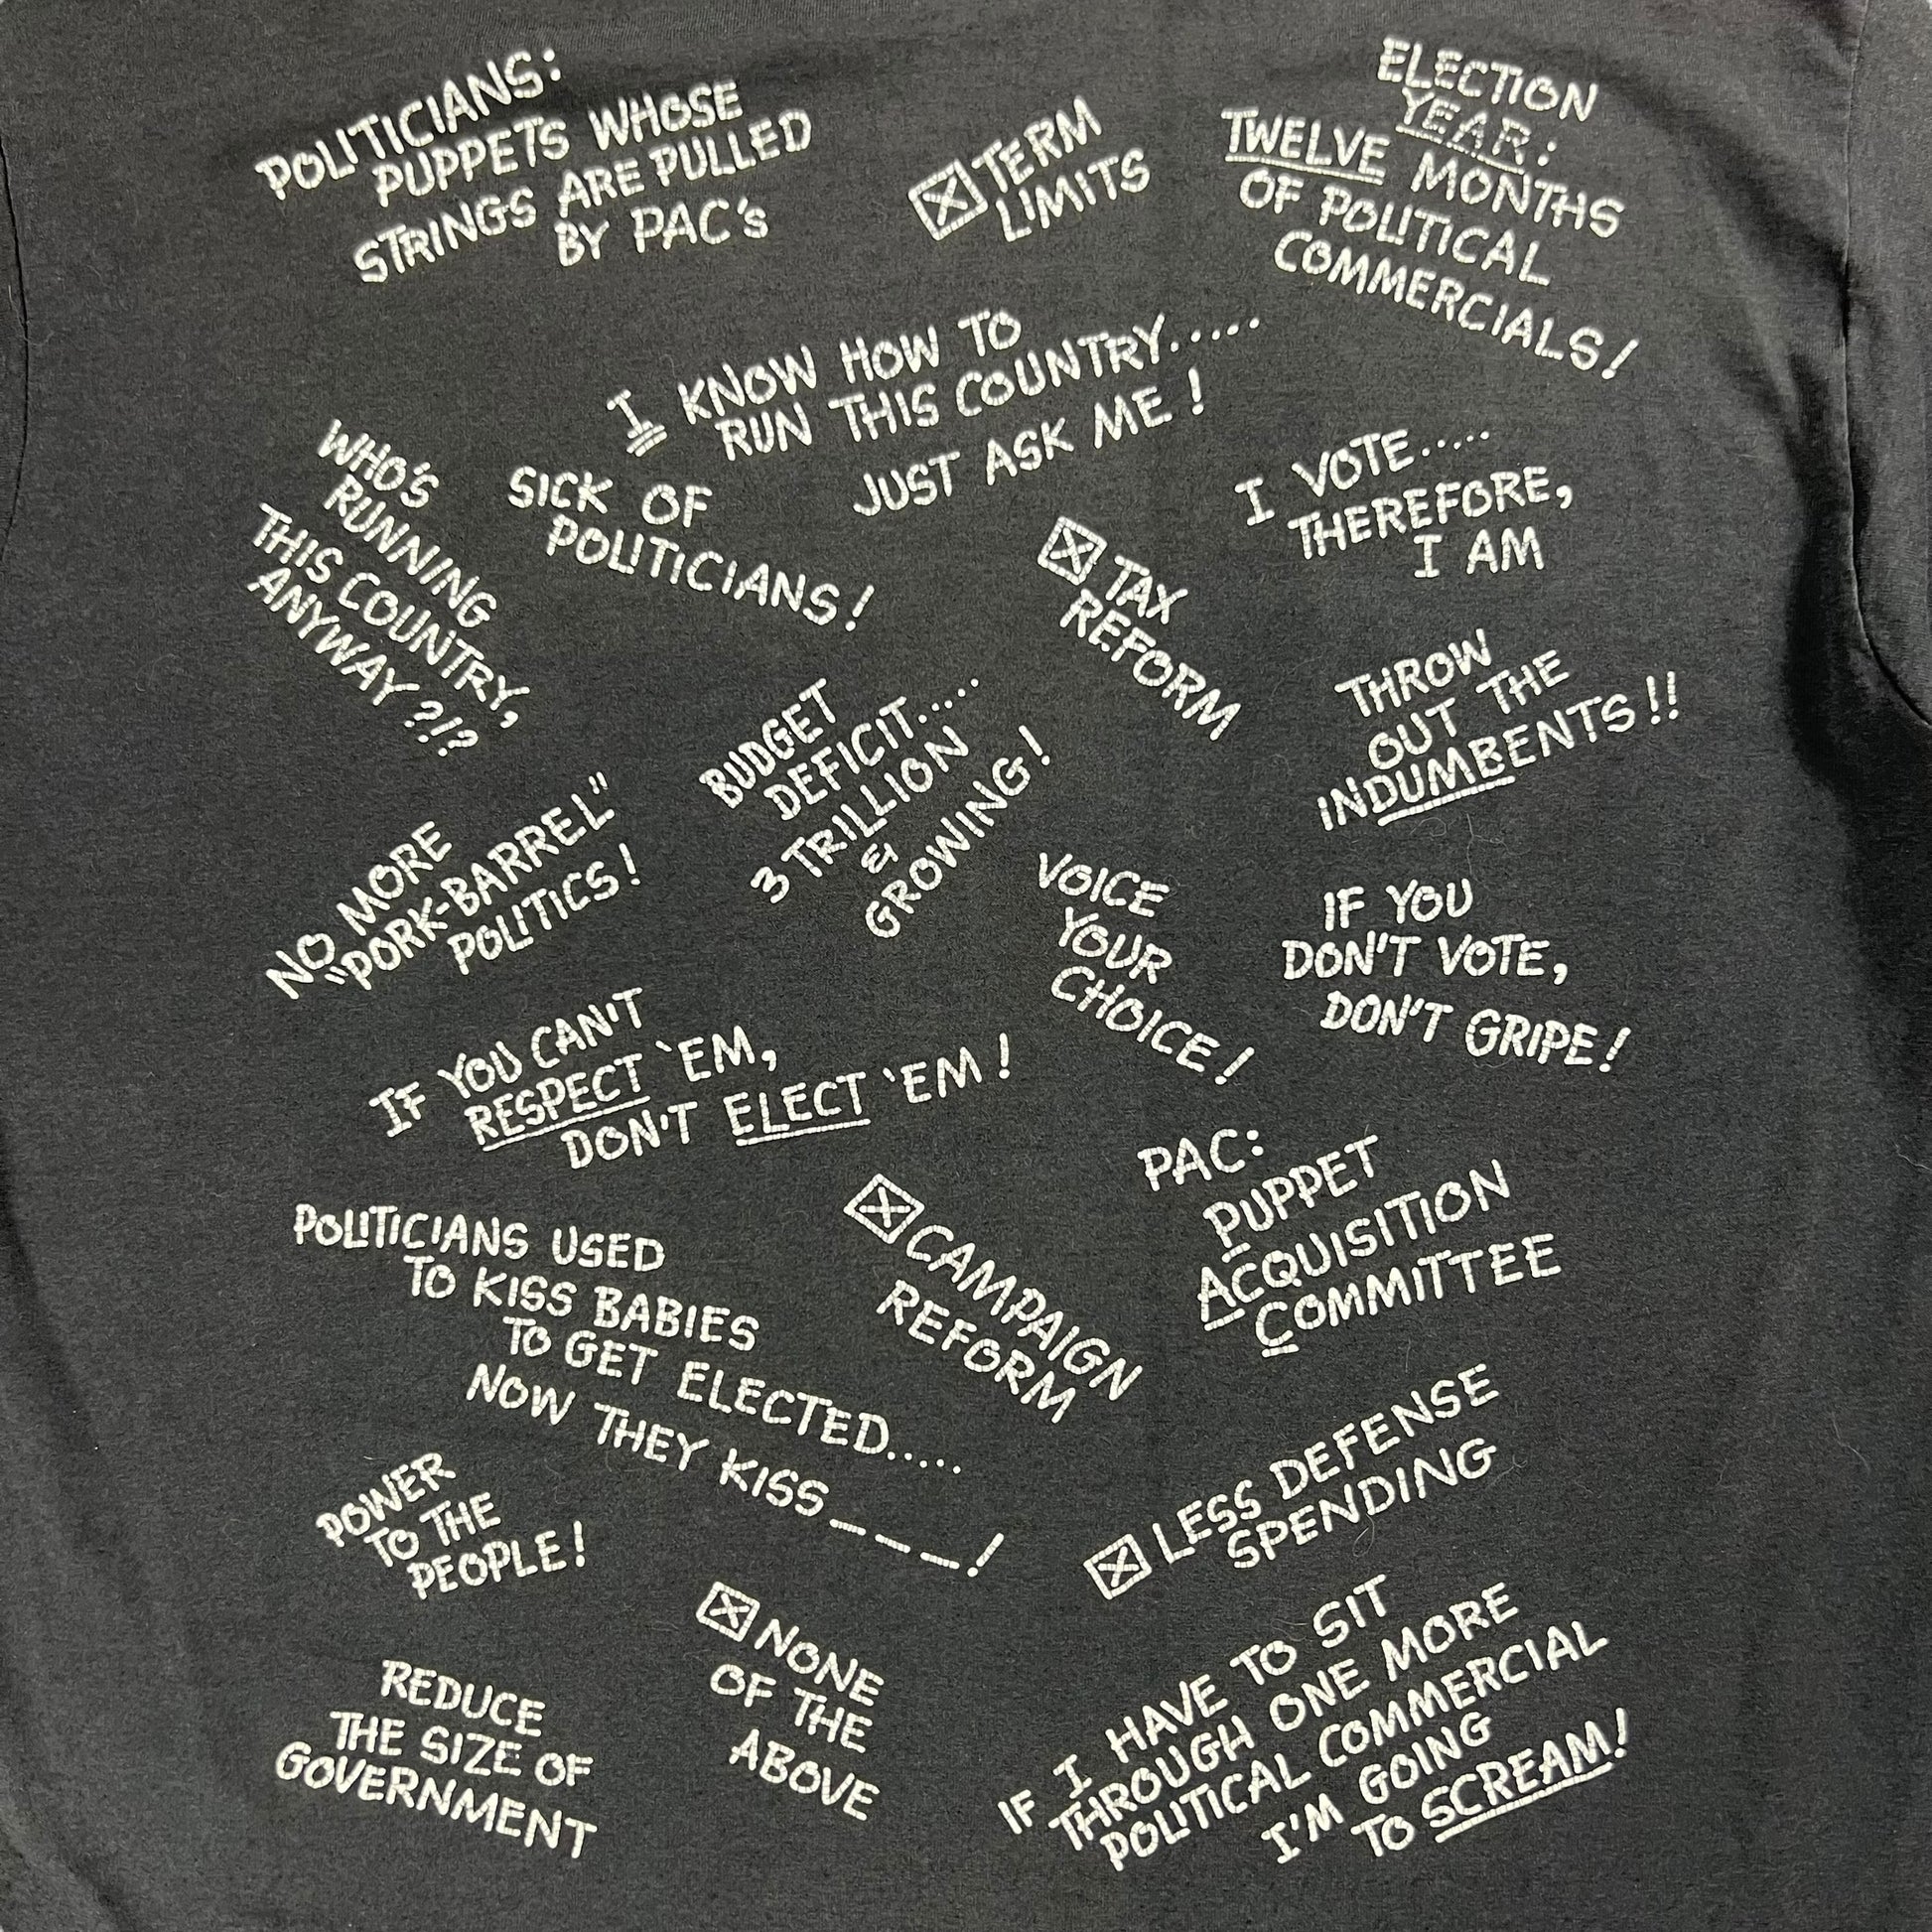 POLITICIANS:
PUPPETS WHOSE
STRINGS ARE PULLED
BY PAC's
TERM
LIMITS
ELECTION
YEAR:
TWELVE MONTHS
OF POLITICAL
COMMERCIALS!
I KNOW HOW TO
RUN THIS COUNTRY.....
JUST ASK ME!
WHO'S
RUNNING
THIS COUNTRY,
ANYWAY?!?
SICK OF
POLITICIANS!
TAX
REFORM
I VOTE.....
THEREFORE,
I AM
BUDGET
DEFICIT....
3 TRILLION
&
GROWING!
THROW
OUT THE
INDUMBENTS!!
NO MORE
"PORK-BARREL"
POLITICS!
VOICE
YOUR
CHOICE!
IF YOU
DON'T VOTE,
DON'T GRIPE!
IF YOU CAN'T
RESPECT 'EM,
DON'T ELECT 'EM!
PAC:
PUPPET
ACQUISITION
COMMITTEE
POLITICIANS USED
TO KISS BABIES
TO GET ELECTED.....
NOW THEY KISS _ _ _!
CAMPAIGN
REFORM
LESS DEFENSE
SPENDING
POWER
TO THE
PEOPLE!
NONE
OF THE
ABOVE
REDUCE
THE SIZE OF
GOVERNMENT
IF I HAVE TO SIT
THROUGH ONE MORE
POLITICAL COMMERCIAL
I'M GOING
TO SCREAM!